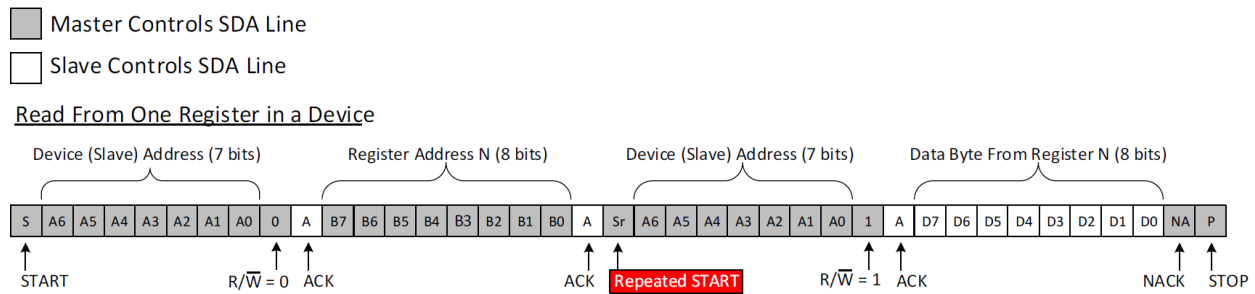 Master Controls SDA Line
Slave Controls SDA Line
Read From One Register in a Device
Device (Slave) Address (7 bits) Register Address N (8 bits) Device (Slave) Address (7 bits) Data Byte From Register N (8 bits)
S A6 A5 A4 A3 A2 A1 A0 0 A B7 B6 B5 B4 B3 B2 B1 B0 A Sr A6 A5 A4 A3 A2 A1 A0 1 A D7 D6 D5 D4 D3 D2 D1 D0 NA P
START R/W̅ = 0 ACK ACK Repeated START R/W̅ = 1 ACK NACK STOP